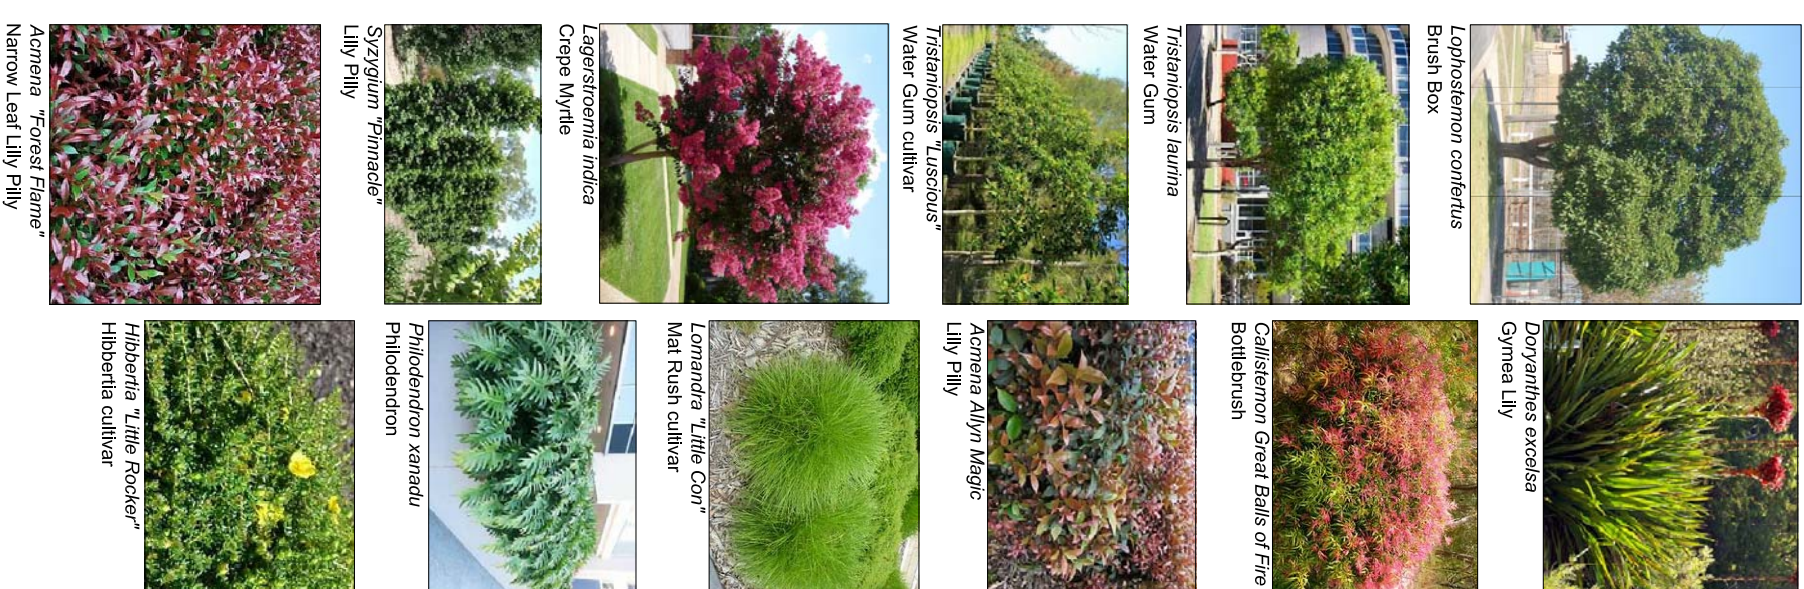 Lophostemon confertus
Brush Box
Tristaniopsis laurina
Water Gum
Tristaniopsis "Luscious"
Water Gum cultivar
Lagerstroemia indica
Crepe Myrtle
Syzygium "Pinnacle"
Lilly Pilly
Acmena "Forest Flame"
Narrow Leaf Lilly Pilly
Doryanthes excelsa
Gymea Lily
Callistemon Great Balls of Fire
Bottlebrush
Acmena Allyn Magic
Lilly Pilly
Lomandra "Little Con"
Mat Rush cultivar
Philodendron xanadu
Philodendron
Hibbertia "Little Rocker"
Hibbertia cultivar